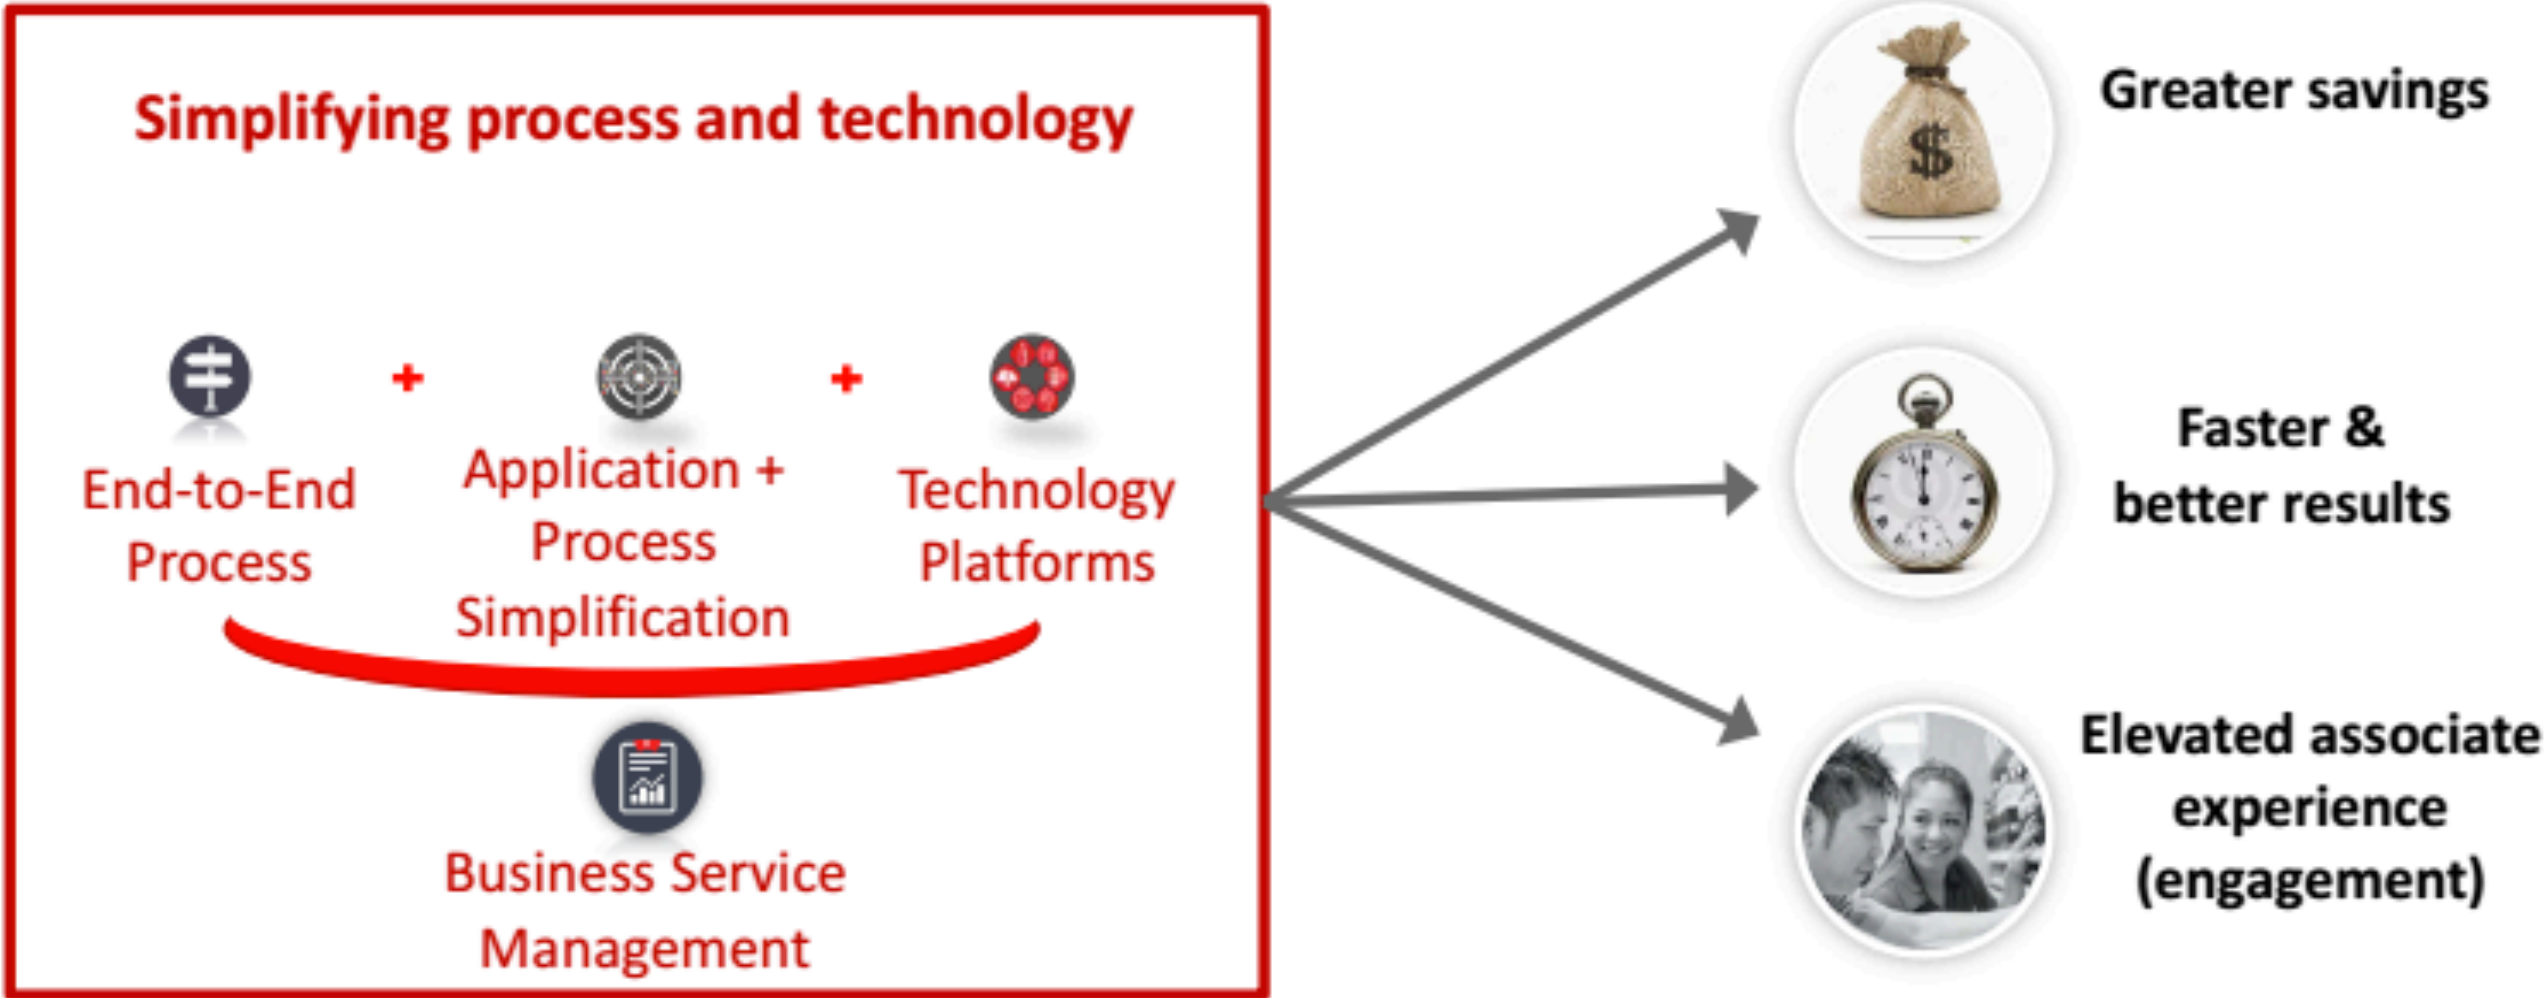 Simplifying process and technology
+
+
End-to-End
Process
Application +
Process
Simplification
Technology
Platforms
Business Service
Management
$
Greater savings
Faster &
better results
Elevated associate
experience
(engagement)